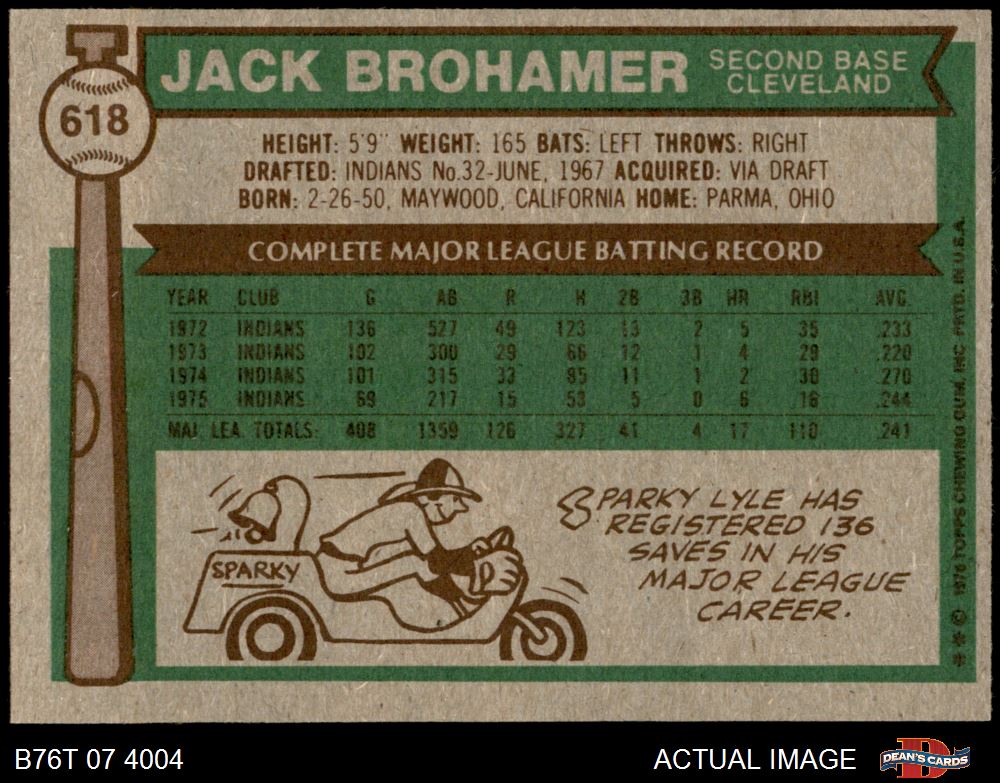 JACK BROHAMER
SECOND BASE
CLEVELAND
618
HEIGHT: 5'9" WEIGHT: 165 BATS: LEFT THROWS: RIGHT
DRAFTED: INDIANS No.32-JUNE, 1967 ACQUIRED: VIA DRAFT
BORN: 2-26-50, MAYWOOD, CALIFORNIA HOME: PARMA, OHIO
COMPLETE MAJOR LEAGUE BATTING RECORD
YEAR CLUB G AB R H 2B 3B HR RBI AVG.
1972 INDIANS 136 527 49 123 13 2 5 35 .233
1973 INDIANS 102 300 29 66 12 1 4 29 .220
1974 INDIANS 101 315 33 85 11 1 2 30 .270
1975 INDIANS 69 217 15 53 5 0 6 16 .244
MAJ. LEA. TOTALS 408 1359 126 327 41 4 17 110 .241
SPARKY
SPARKY LYLE HAS
REGISTERED 136
SAVES IN HIS
MAJOR LEAGUE
CAREER.
** © 1976 TOPPS CHEWING GUM, INC. PRTD. IN U.S.A.
B76T 07 4004
ACTUAL IMAGE
DEAN'S CARDS